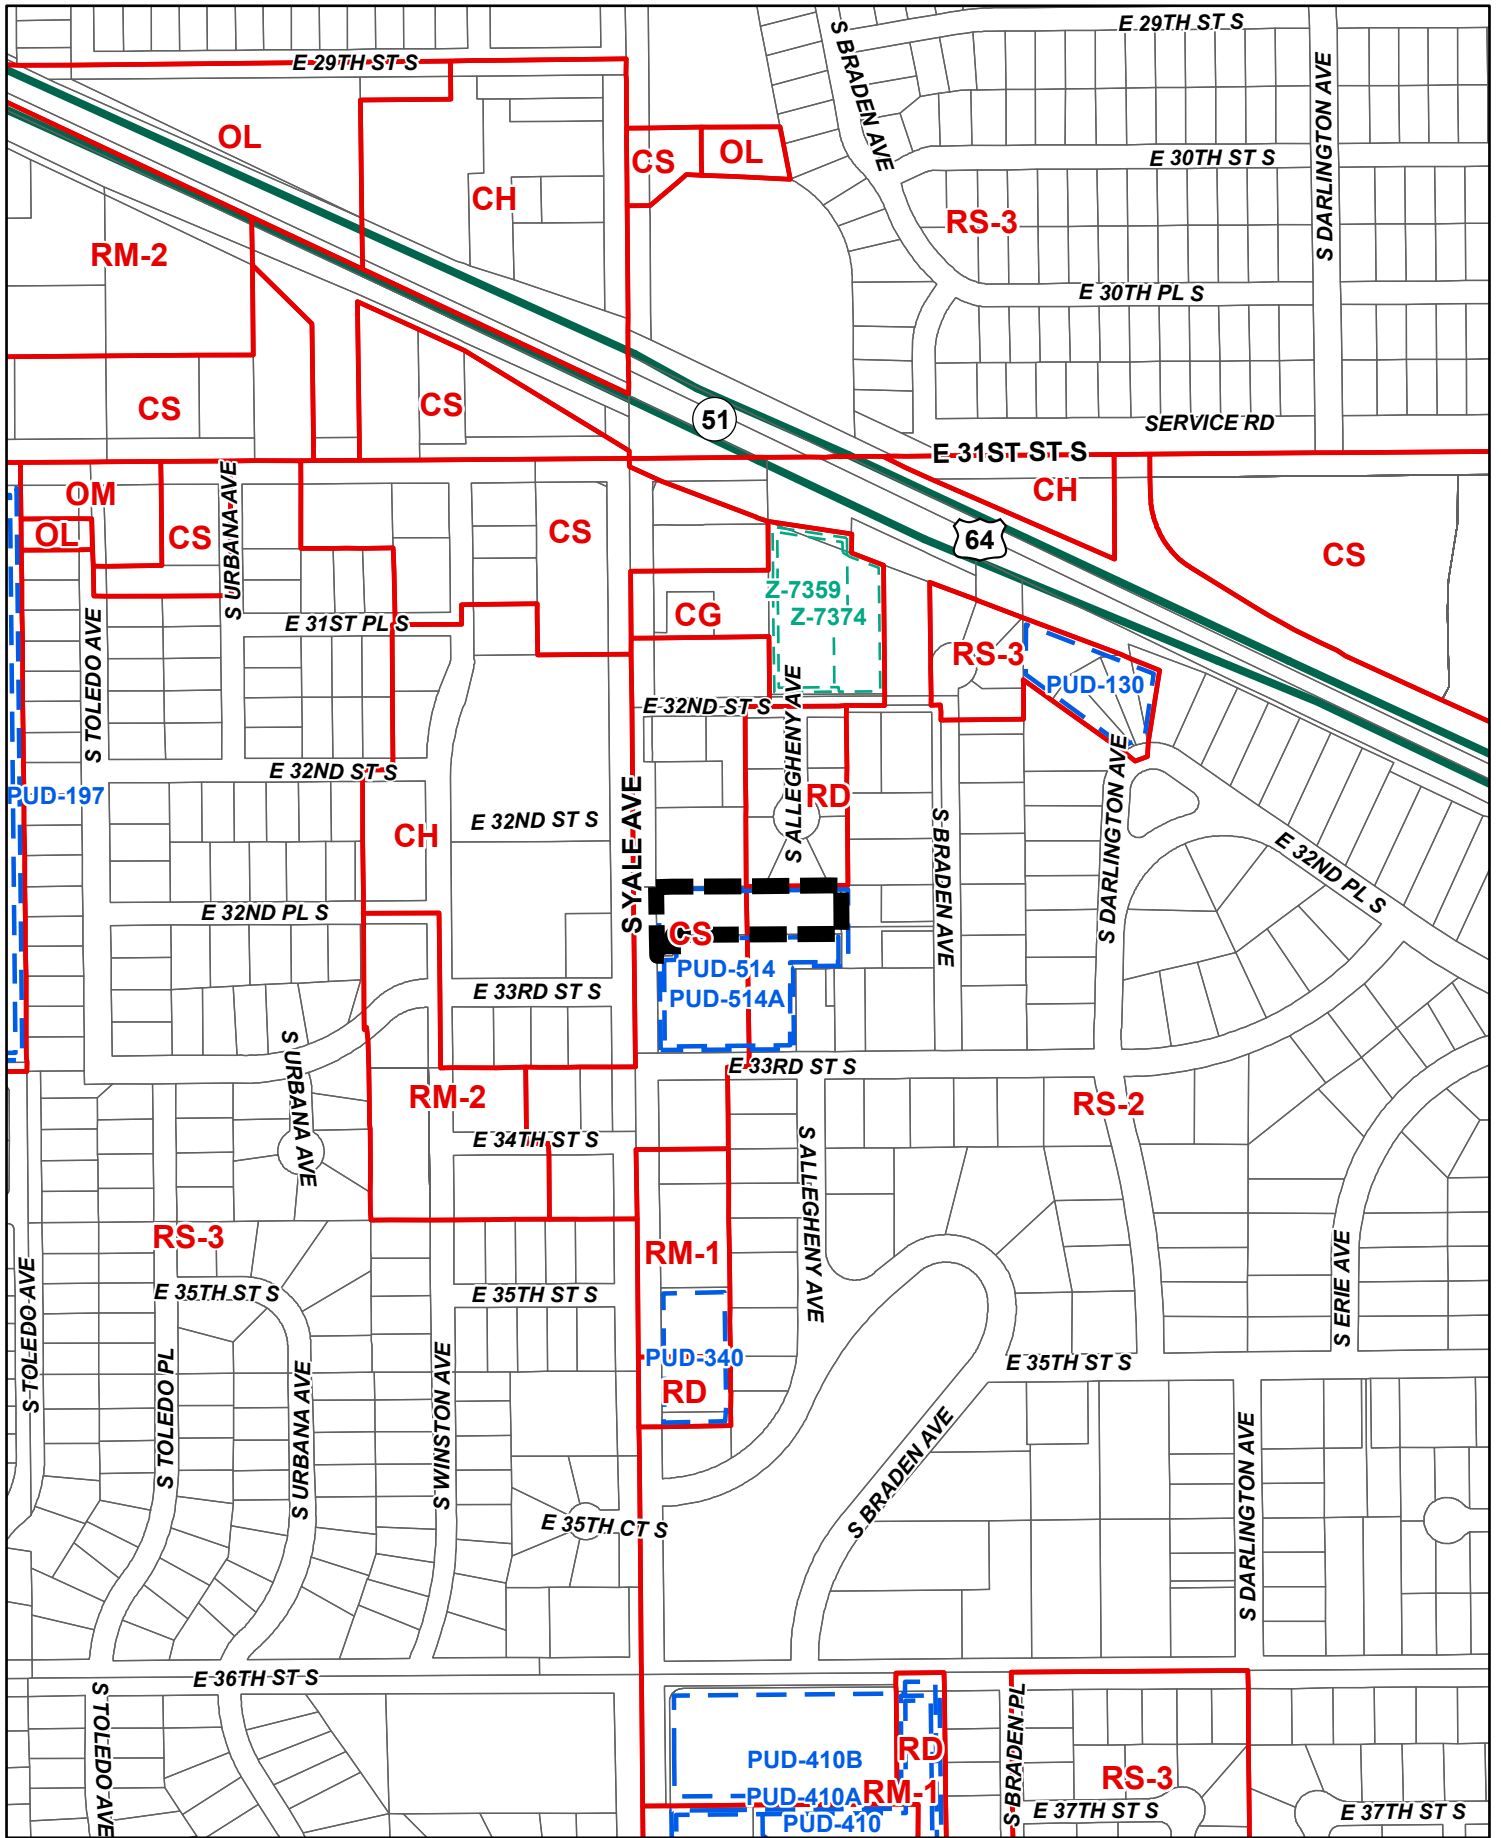 E 29TH ST S
S BRADEN AVE
E 29TH ST S
S DARLINGTON AVE
OL
CS
OL
E 30TH ST S
CH
RS-3
RM-2
E 30TH PL S
CS
CS
51
SERVICE RD
E 31ST ST S
OM
CH
OL
CS
S URBANA AVE
CS
64
CS
Z-7359
Z-7374
CG
E 31ST PL S
S TOLEDO AVE
RS-3
PUD-130
E 32ND ST S
S ALLEGHENY AVE
E 32ND ST S
PUD-197
RD
CH
E 32ND ST S
S YALE AVE
S BRADEN AVE
S DARLINGTON AVE
E 32ND PL S
E 32ND PL S
CS
PUD-514
PUD-514A
E 33RD ST S
E 33RD ST S
S URBANA AVE
RM-2
RS-2
E 34TH ST S
S ALLEGHENY AVE
RS-3
RM-1
S TOLEDO AVE
E 35TH ST S
E 35TH ST S
S ERIE AVE
PUD-340
RD
E 35TH ST S
S TOLEDO PL
S URBANA AVE
S WINSTON AVE
S BRADEN AVE
S DARLINGTON AVE
E 35TH CT S
E 36TH ST S
S TOLEDO AVE
S BRADEN PL
RD
PUD-410B
PUD-410A
RM-1
PUD-410
RS-3
E 37TH ST S
E 37TH ST S